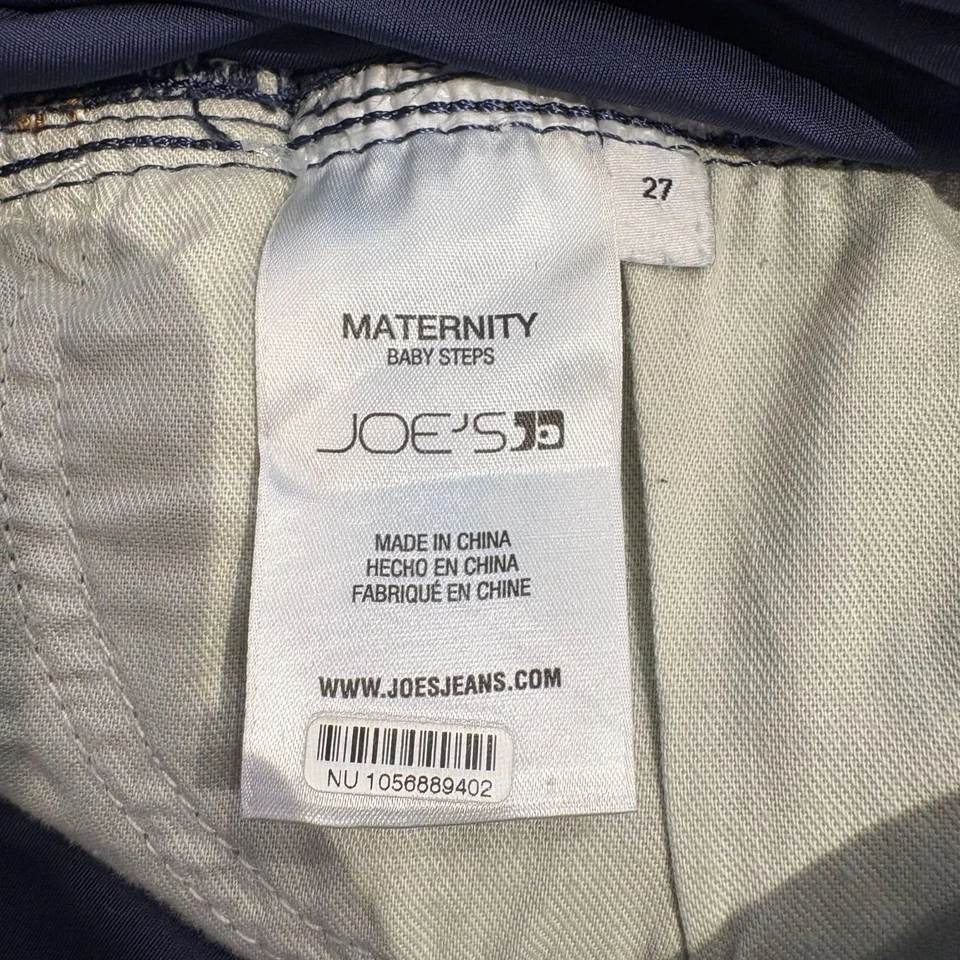 27
MATERNITY
BABY STEPS
JOE'S
MADE IN CHINA
HECHO EN CHINA
FABRIQUÉ EN CHINE
WWW.JOESJEANS.COM
NU 1056889402